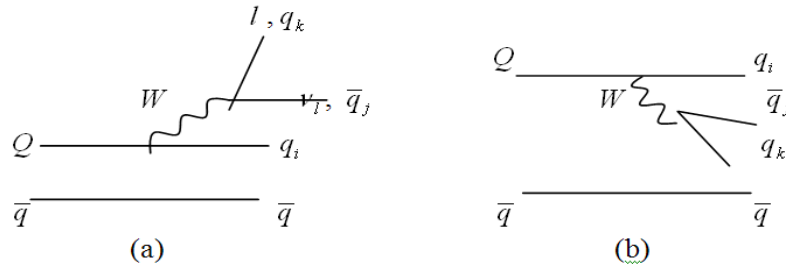 l , q_k
W
ν_l, q̄_j
Q q_i
q̄ q̄
(a)
Q q_i
W q̄_j
q_k
q̄ q̄
(b)